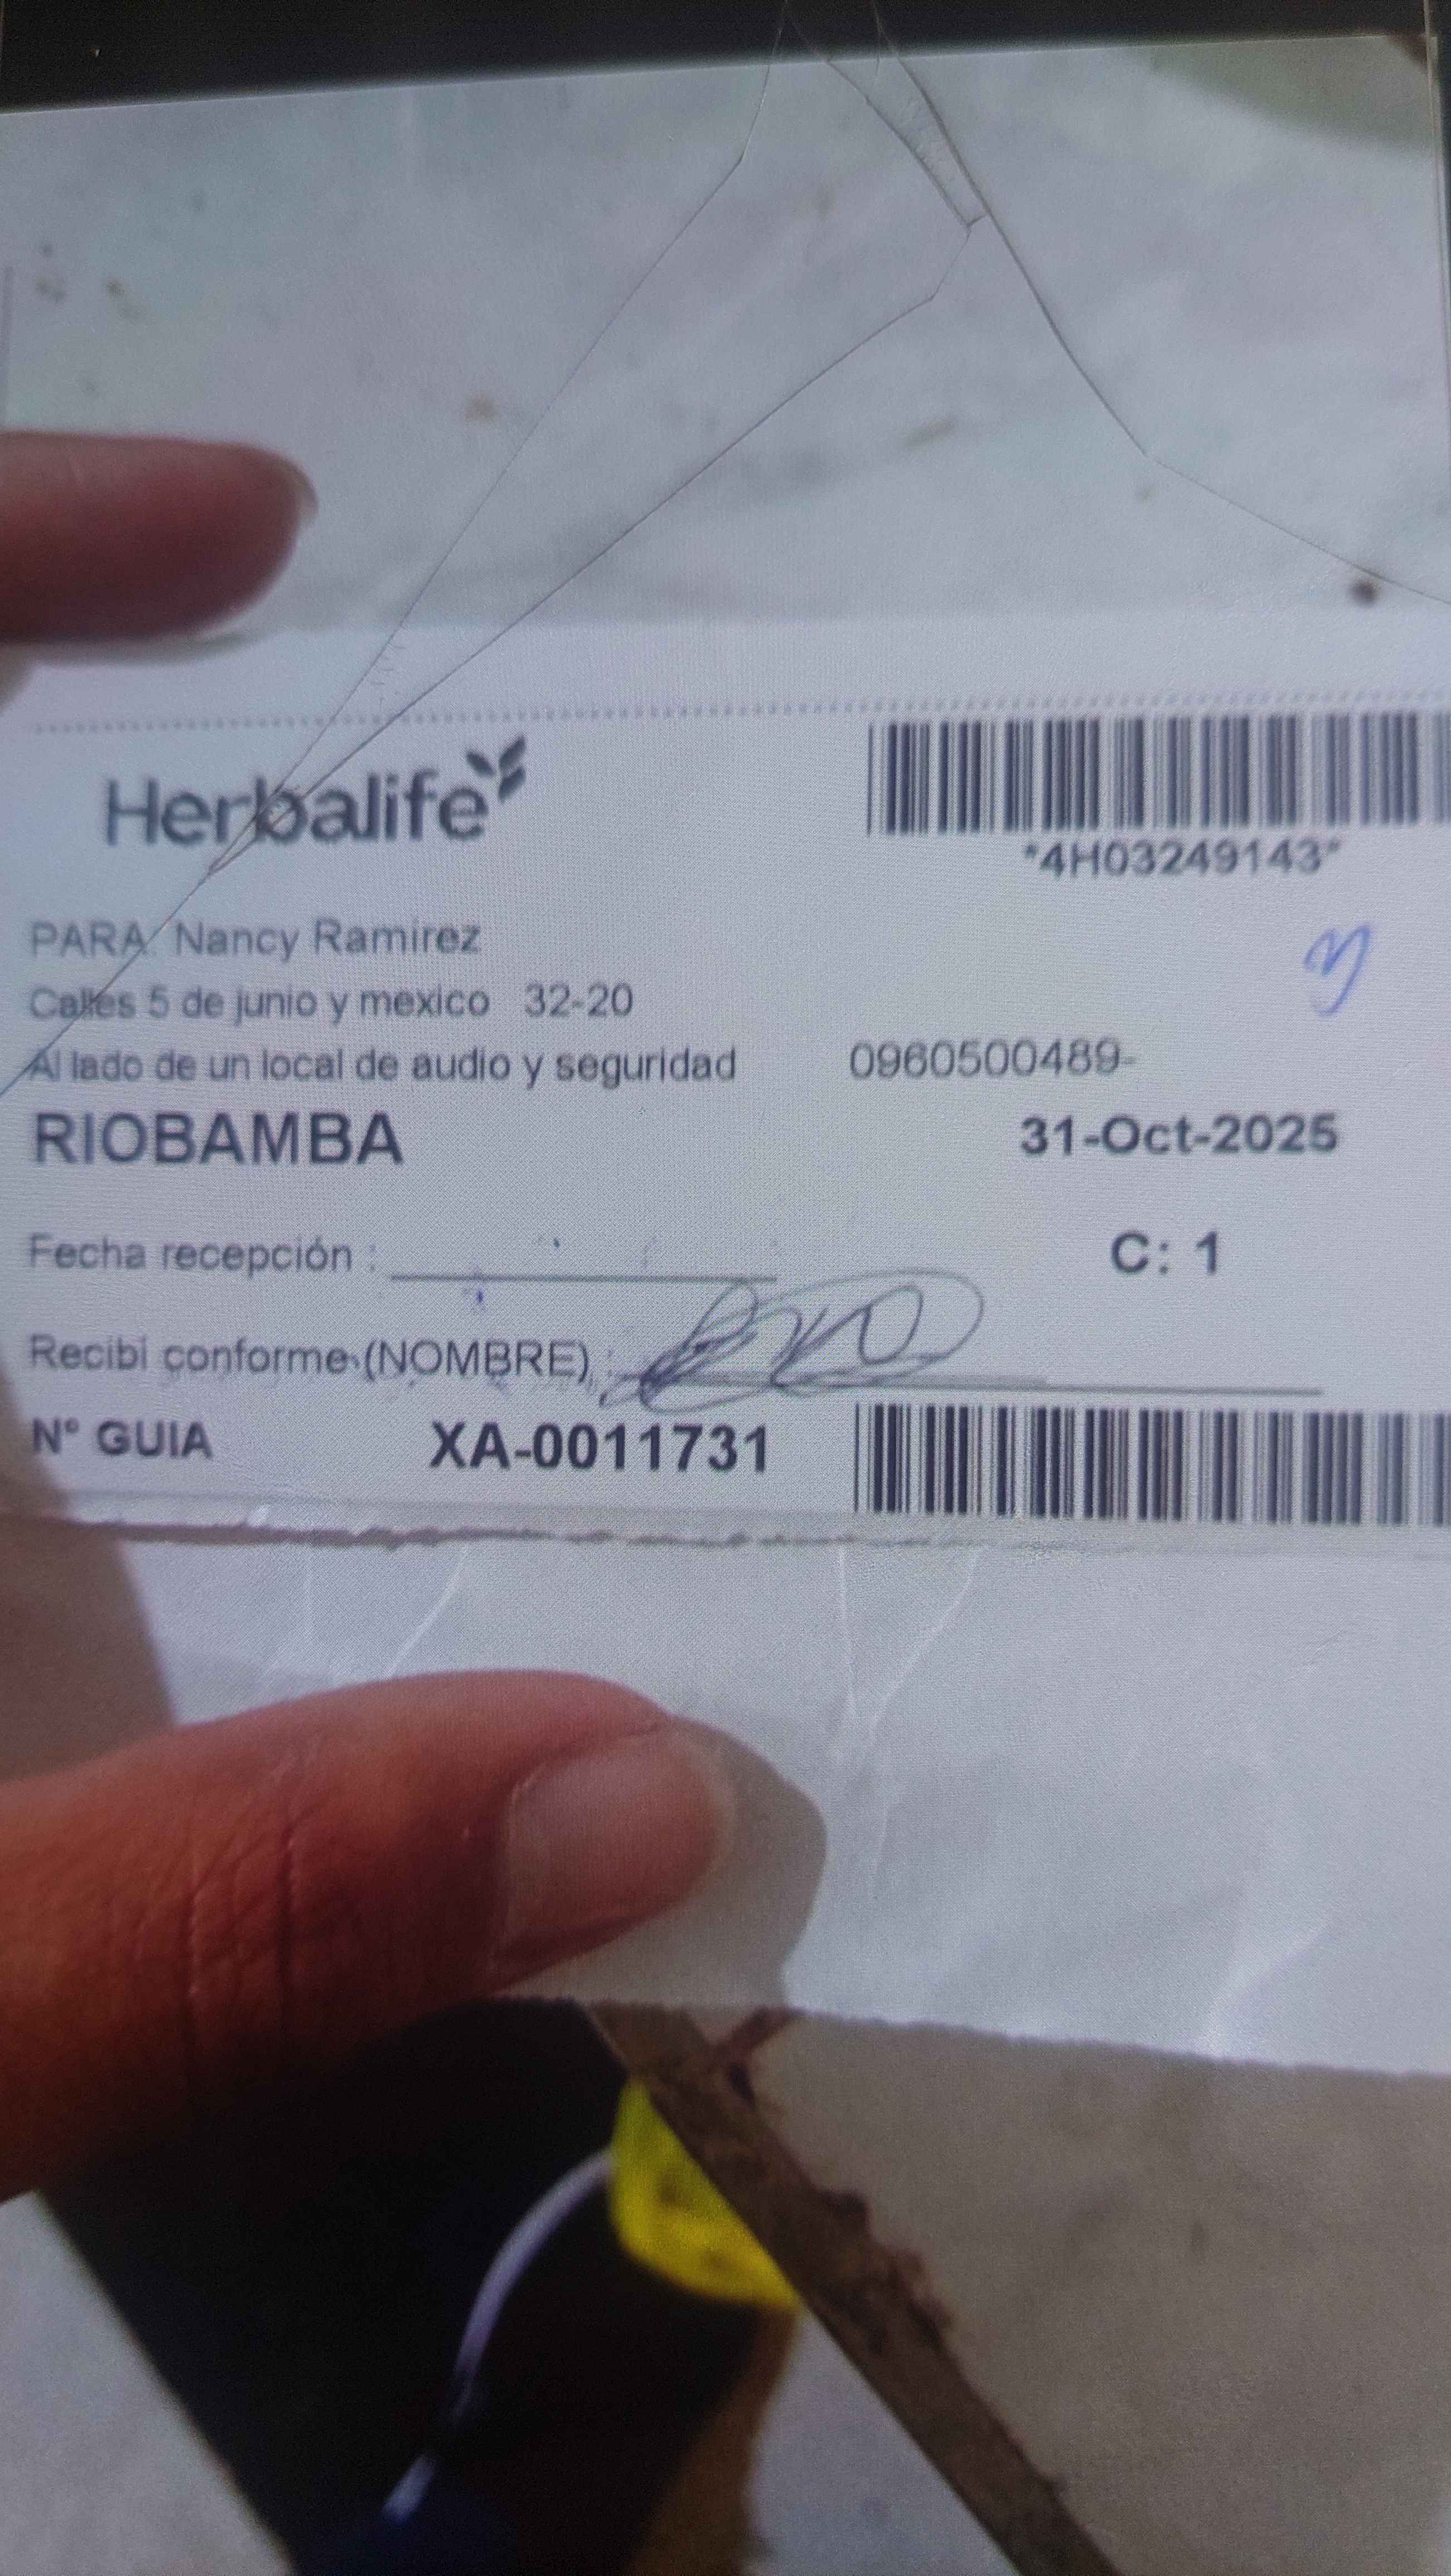 Herbalife
*4H03249143*
PARA: Nancy Ramirez
Calles 5 de junio y mexico 32-20
Al lado de un local de audio y seguridad 0960500489-
RIOBAMBA 31-Oct-2025
Fecha recepción :
C: 1
Recibí conforme (NOMBRE) :
N° GUIA XA-0011731